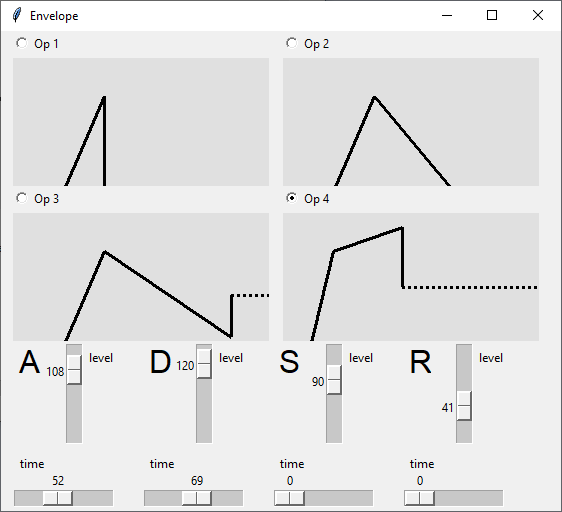 Envelope
Op 1
Op 2
Op 3
Op 4
A 108 level
D 120 level
S 90 level
R 41 level
time time time time
52 69 0 0